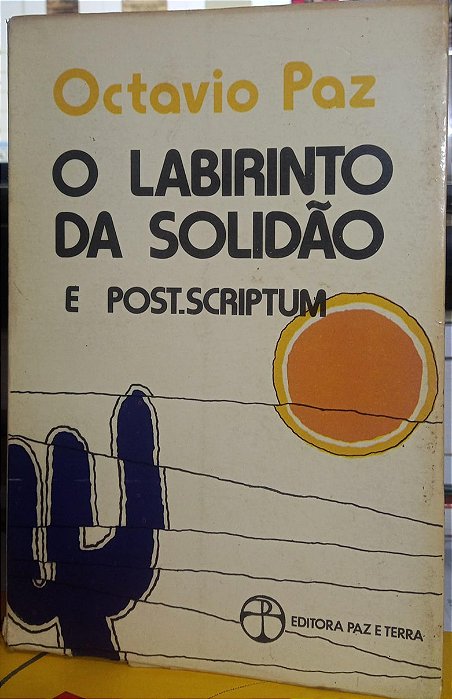 Octavio Paz
O LABIRINTO
DA SOLIDÃO
E POST.SCRIPTUM
EDITORA PAZ E TERRA